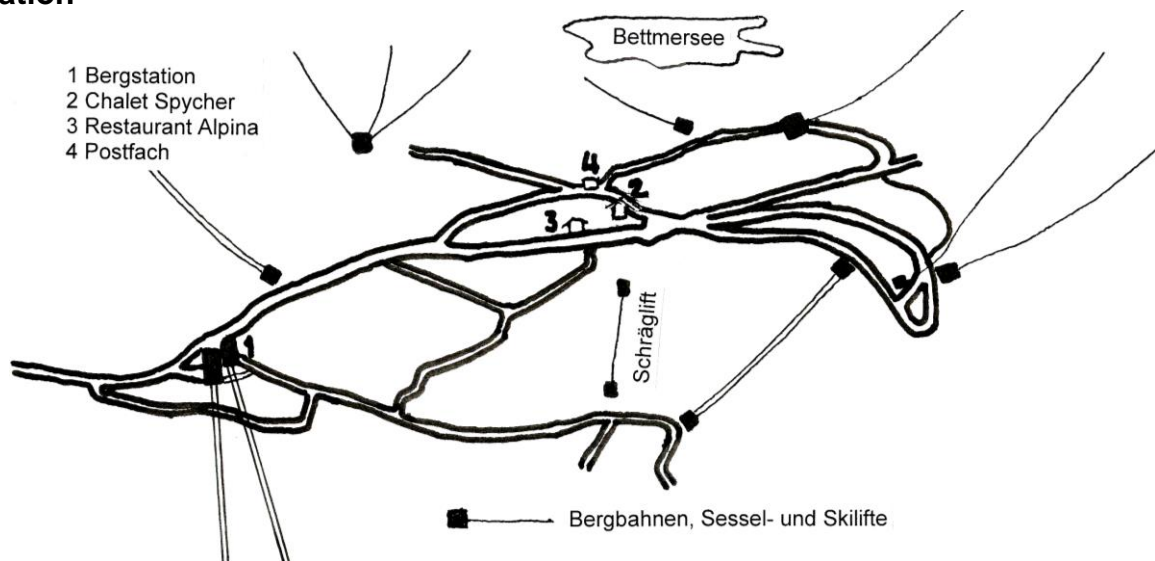 Bettmersee
1 Bergstation
2 Chalet Spycher
3 Restaurant Alpina
4 Postfach
4
2
3
Schräglift
1
Bergbahnen, Sessel- und Skilifte